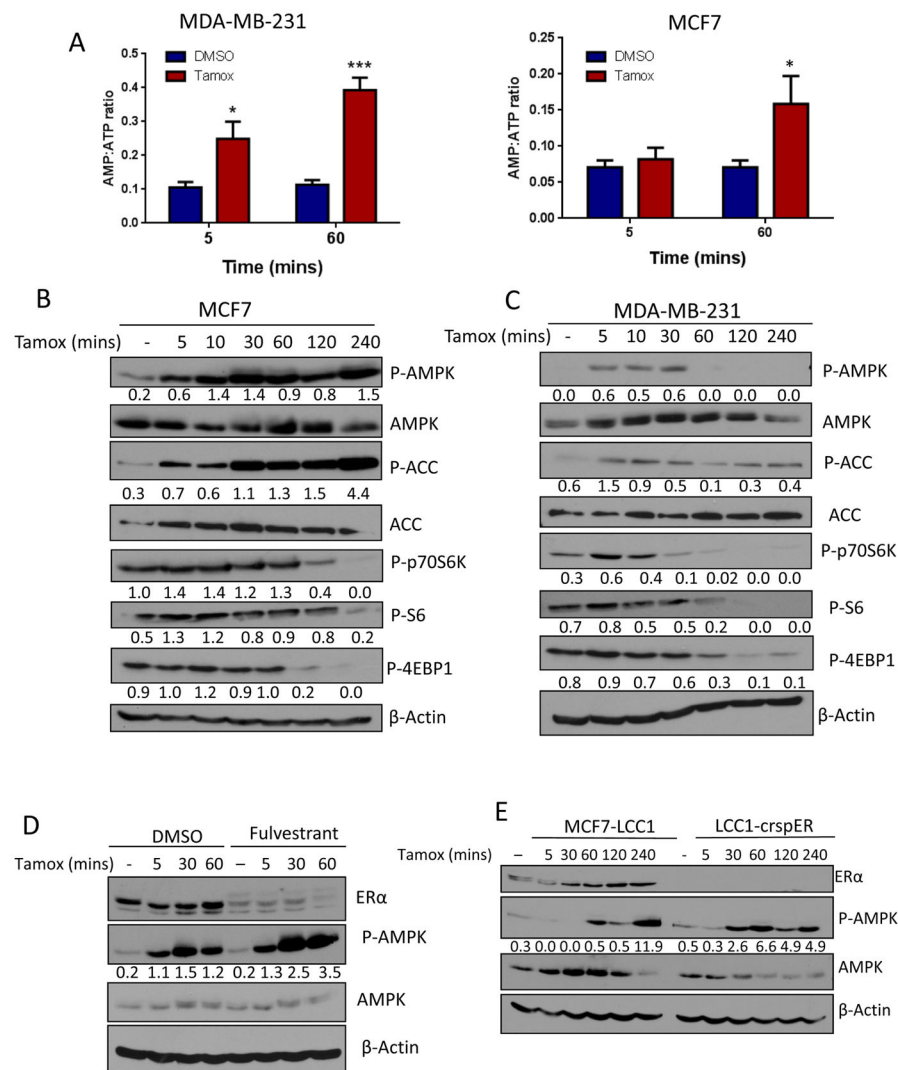 A
MDA-MB-231
DMSO
Tamox
AMP:ATP ratio
0.5
0.4
0.3
0.2
0.1
0.0
*
***
5 60
Time (mins)
MCF7
DMSO
Tamox
AMP:ATP ratio
0.25
0.20
0.15
0.10
0.05
0.00
*
5 60
Time (mins)
B
MCF7
Tamox (mins) - 5 10 30 60 120 240
P-AMPK
0.2 0.6 1.4 1.4 0.9 0.8 1.5
AMPK
P-ACC
0.3 0.7 0.6 1.1 1.3 1.5 4.4
ACC
P-p70S6K
1.0 1.4 1.4 1.2 1.3 0.4 0.0
P-S6
0.5 1.3 1.2 0.8 0.9 0.8 0.2
P-4EBP1
0.9 1.0 1.2 0.9 1.0 0.2 0.0
β-Actin
C
MDA-MB-231
Tamox (mins) - 5 10 30 60 120 240
P-AMPK
0.0 0.6 0.5 0.6 0.0 0.0 0.0
AMPK
P-ACC
0.6 1.5 0.9 0.5 0.1 0.3 0.4
ACC
P-p70S6K
0.3 0.6 0.4 0.1 0.02 0.0 0.0
P-S6
0.7 0.8 0.5 0.5 0.2 0.0 0.0
P-4EBP1
0.8 0.9 0.7 0.6 0.3 0.1 0.1
β-Actin
D
DMSO Fulvestrant
Tamox (mins) - 5 30 60 – 5 30 60
ERα
P-AMPK
0.2 1.1 1.5 1.2 0.2 1.3 2.5 3.5
AMPK
β-Actin
E
MCF7-LCC1 LCC1-crspER
Tamox (mins) – 5 30 60 120 240 - 5 30 60 120 240
ERα
P-AMPK
0.3 0.0 0.0 0.5 0.5 11.9 0.5 0.3 2.6 6.6 4.9 4.9
AMPK
β-Actin